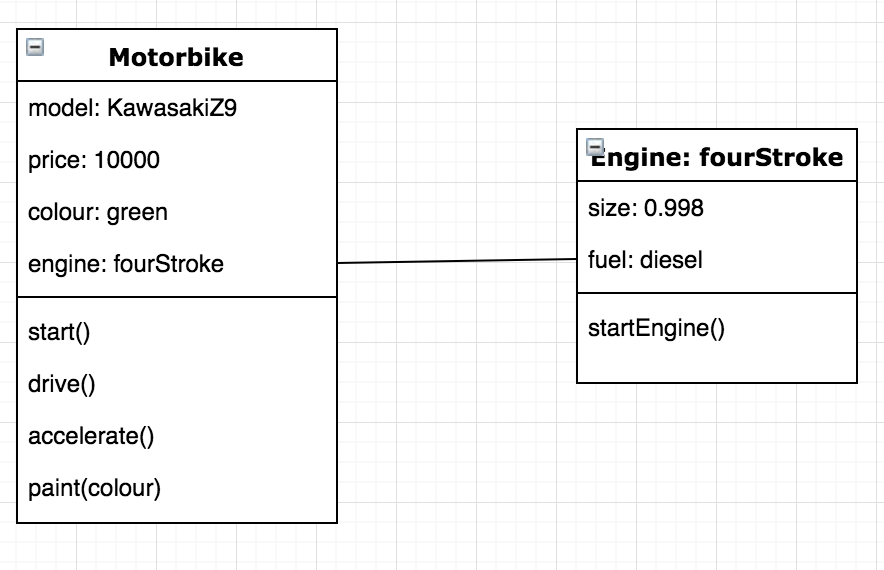 Motorbike
model: KawasakiZ9
price: 10000
colour: green
engine: fourStroke
start()
drive()
accelerate()
paint(colour)
Engine: fourStroke
size: 0.998
fuel: diesel
startEngine()